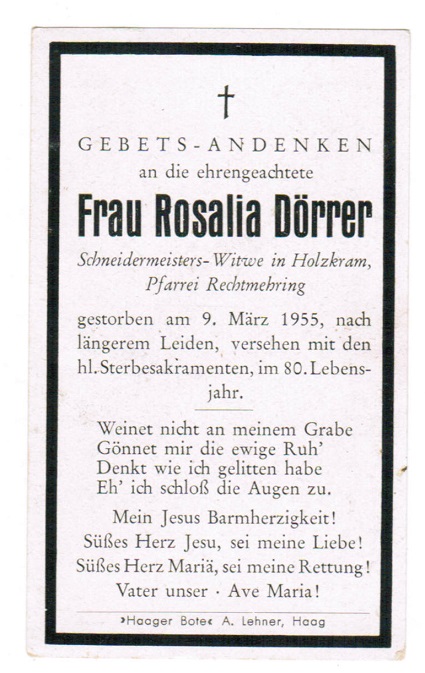 GEBETS-ANDENKEN
an die ehrengeachtete
Frau Rosalia Dörrer
Schneidermeisters-Witwe in Holzkram,
Pfarrei Rechtmehring
gestorben am 9. März 1955, nach
längerem Leiden, versehen mit den
hl. Sterbesakramenten, im 80. Lebens-
jahr.
Weinet nicht an meinem Grabe
Gönnet mir die ewige Ruh'
Denkt wie ich gelitten habe
Eh' ich schloß die Augen zu.
Mein Jesus Barmherzigkeit!
Süßes Herz Jesu, sei meine Liebe!
Süßes Herz Mariä, sei meine Rettung!
Vater unser · Ave Maria!
›Haager Bote‹ A. Lehner, Haag